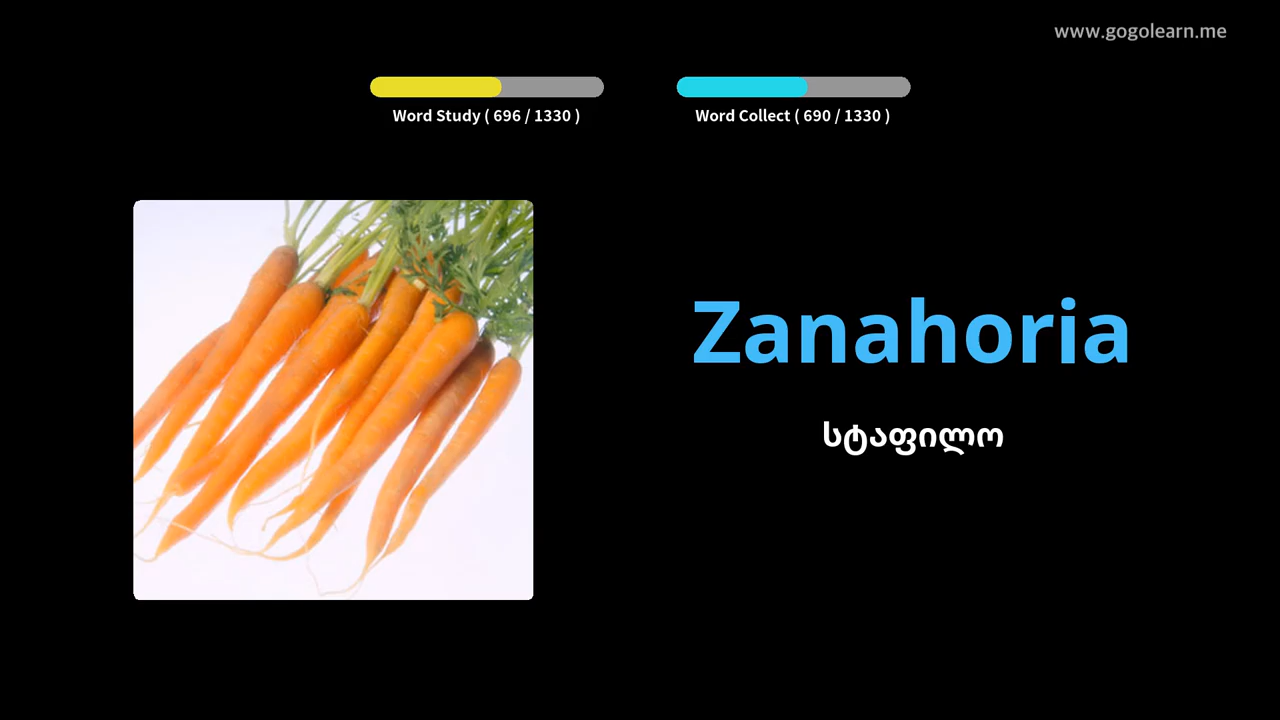 www.gogolearn.me
Word Study ( 696 / 1330 )
Word Collect ( 690 / 1330 )
Zanahoria
სტაფილო